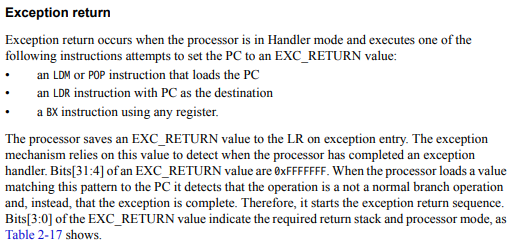 Exception return
Exception return occurs when the processor is in Handler mode and executes one of the
following instructions attempts to set the PC to an EXC_RETURN value:
• an LDM or POP instruction that loads the PC
• an LDR instruction with PC as the destination
• a BX instruction using any register.
The processor saves an EXC_RETURN value to the LR on exception entry. The exception
mechanism relies on this value to detect when the processor has completed an exception
handler. Bits[31:4] of an EXC_RETURN value are 0xFFFFFFF. When the processor loads a value
matching this pattern to the PC it detects that the operation is a not a normal branch operation
and, instead, that the exception is complete. Therefore, it starts the exception return sequence.
Bits[3:0] of the EXC_RETURN value indicate the required return stack and processor mode, as
Table 2-17 shows.